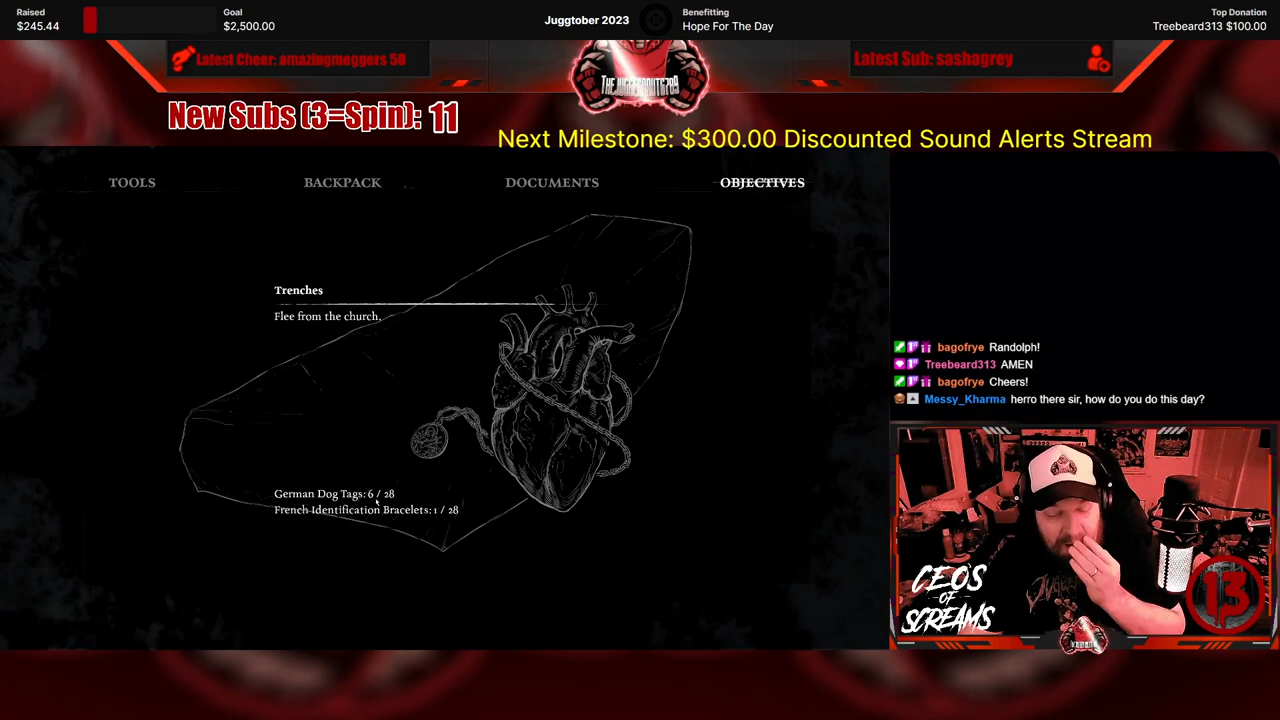 Raised
$245.44
Goal
$2,500.00
Juggtober 2023
Benefitting
Hope For The Day
Top Donation
Treebeard313 $100.00
Latest Cheer: amazingmeggers 50
THEJUGGERNAUT6789
Latest Sub: sashagrey
New Subs (3=Spin): 11
Next Milestone: $300.00 Discounted Sound Alerts Stream
TOOLS
BACKPACK
DOCUMENTS
OBJECTIVES
Trenches
Flee from the church.
German Dog Tags: 6 / 28
French Identification Bracelets: 1 / 28
bagofrye Randolph!
Treebeard313 AMEN
bagofrye Cheers!
Messy_Kharma herro there sir, how do you do this day?
CEO'S
OF
SCREAMS
13